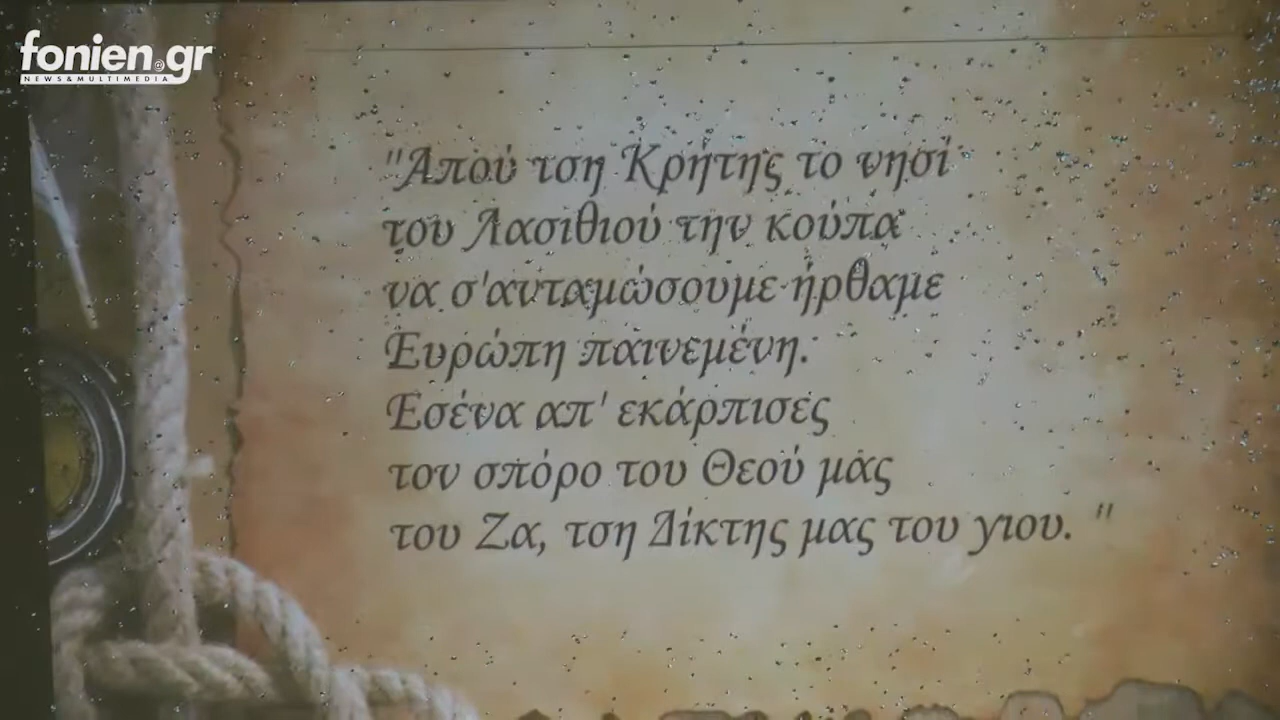 fonien.gr
NEWS&MULTIMEDIA
"Απού τση Κρήτης το νησί
του Λασιθιού την κούπα
να σ'ανταμώσουμε ήρθαμε
Ευρώπη παινεμένη.
Εσένα απ' εκάρπισες
τον σπόρο του Θεού μας
του Ζα, τση Δίκτης μας του γιου. "